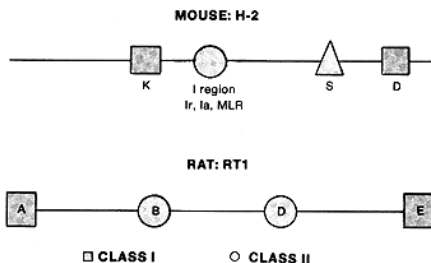 MOUSE: H-2
K
I region
Ir, Ia, MLR
S
D
RAT: RT1
A
B
D
E
CLASS I
CLASS II